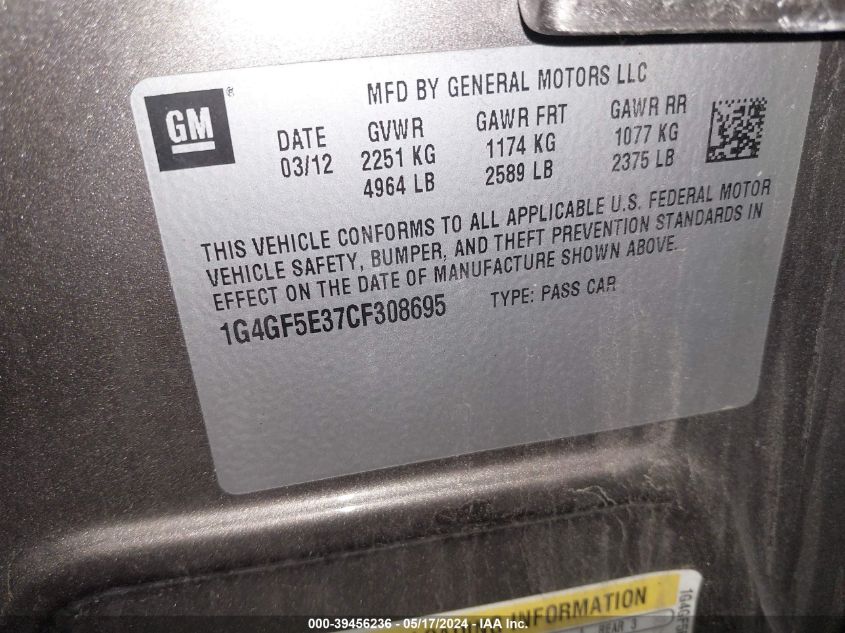 MFD BY GENERAL MOTORS LLC
GM®
DATE GVWR GAWR FRT GAWR RR
03/12 2251 KG 1174 KG 1077 KG
4964 LB 2589 LB 2375 LB
THIS VEHICLE CONFORMS TO ALL APPLICABLE U.S. FEDERAL MOTOR
VEHICLE SAFETY, BUMPER, AND THEFT PREVENTION STANDARDS IN
EFFECT ON THE DATE OF MANUFACTURE SHOWN ABOVE.
1G4GF5E37CF308695 TYPE: PASS CAR
INFORMATION
REAR 3
000-39456236 - 05/17/2024 - © IAA Inc.